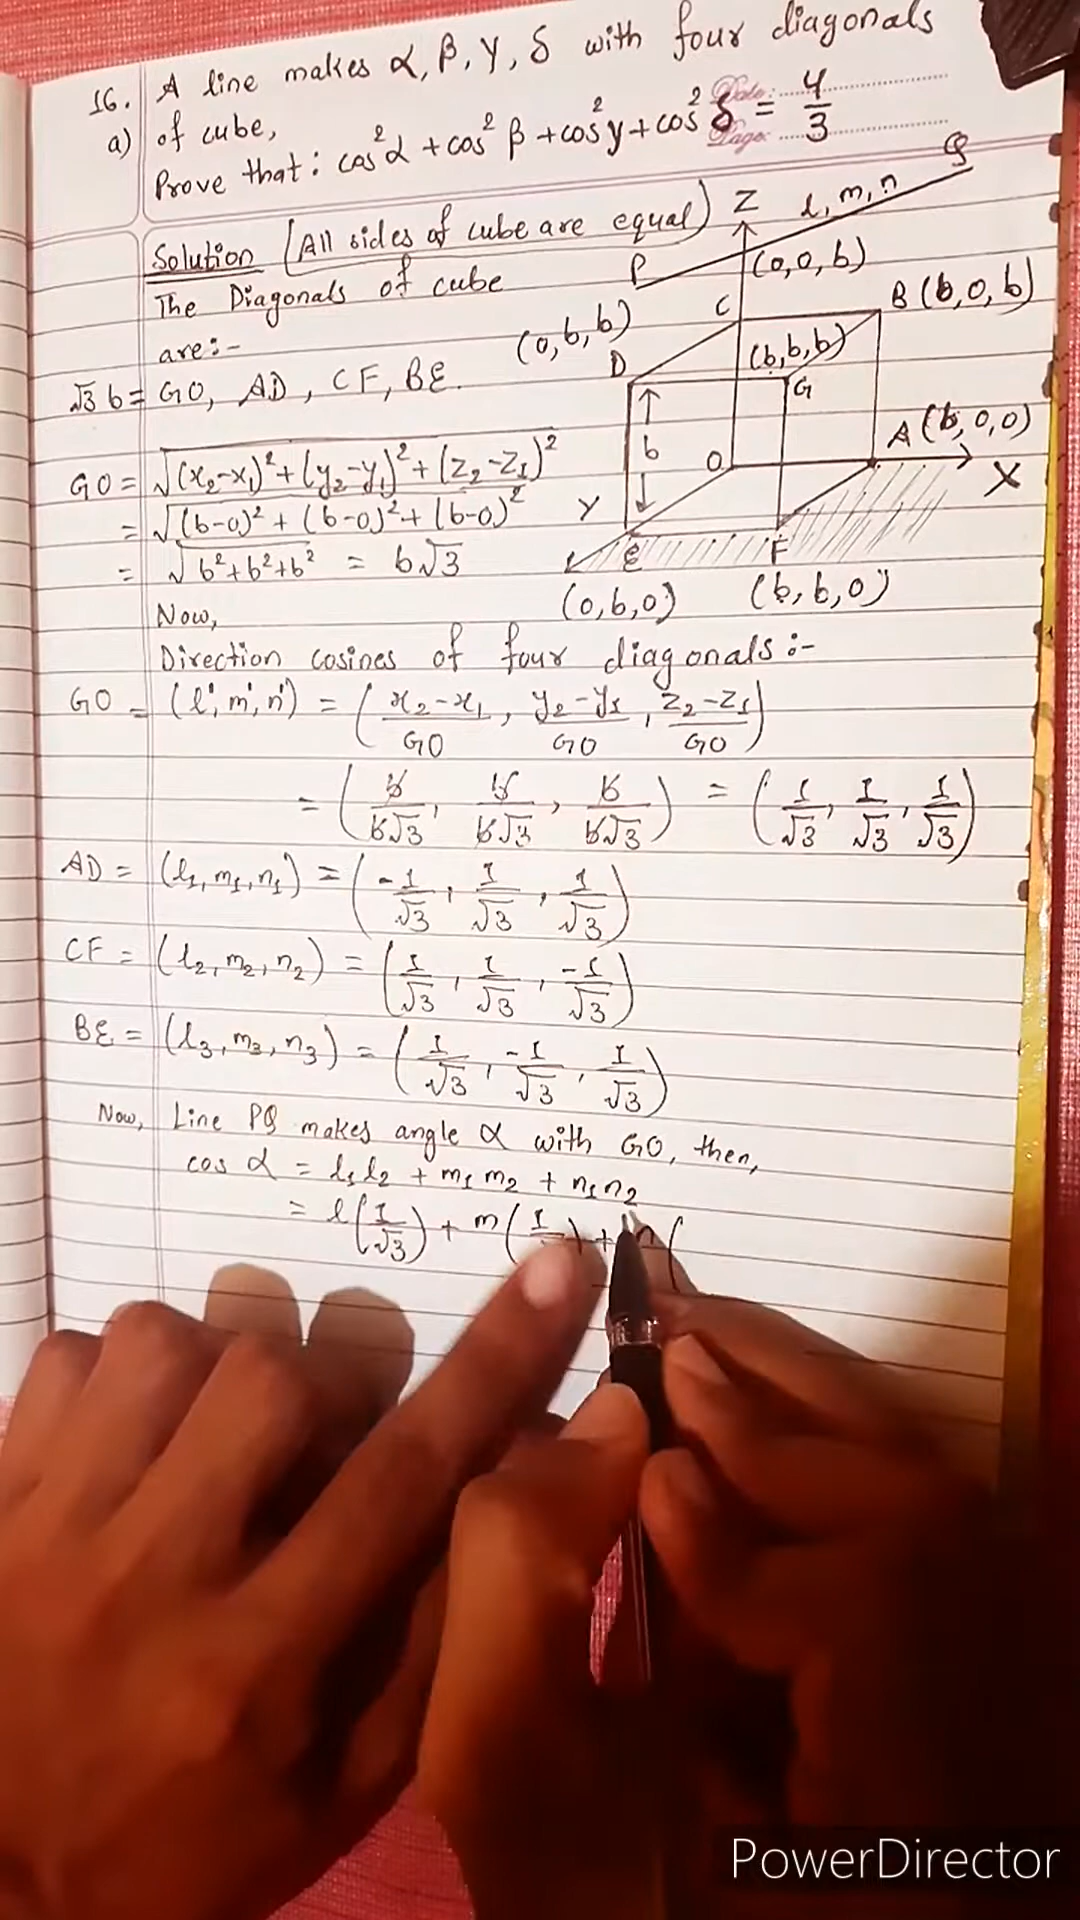 16. A line makes α, β, γ, δ with four diagonals
a) of cube,
Prove that: cos²α + cos²β + cos²γ + cos²δ = 4/3
Date:
Page:
Solution (All sides of cube are equal)
The Diagonals of cube
are:-
√3 b = GO, AD, CF, BE.
Z
l, m, n
Q
P
(0,0,b)
C
B (b,0,b)
(0,b,b)
D
(b,b,b)
G
b
A (b,0,0)
O
X
Y
E
F
(0,b,0)
(b,b,0)
GO = √(x₂-x₁)²+(y₂-y₁)²+(z₂-z₁)²
= √(b-0)²+(b-0)²+(b-0)²
= √b²+b²+b² = b√3
Now,
Direction cosines of four diagonals:-
GO = (l', m', n') = (x₂-x₁/GO, y₂-y₁/GO, z₂-z₁/GO)
= (b/b√3, b/b√3, b/b√3) = (1/√3, 1/√3, 1/√3)
AD = (l₁, m₁, n₁) = (-1/√3, 1/√3, 1/√3)
CF = (l₂, m₂, n₂) = (1/√3, 1/√3, -1/√3)
BE = (l₃, m₃, n₃) = (1/√3, -1/√3, 1/√3)
Now, Line PQ makes angle α with GO, then,
cos α = l₁l₂ + m₁m₂ + n₁n₂
= l(1/√3) + m(1/ ) + n(
PowerDirector